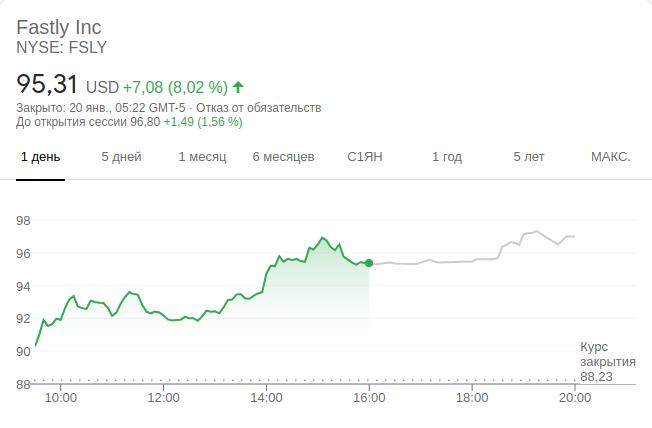 Fastly Inc
NYSE: FSLY
95,31 USD +7,08 (8,02 %)
Закрыто: 20 янв., 05:22 GMT-5 · Отказ от обязательств
До открытия сессии 96,80 +1,49 (1,56 %)
1 день 5 дней 1 месяц 6 месяцев С1ЯН 1 год 5 лет МАКС.
98
96
94
92
90
88
Курс
закрытия
88,23
10:00 12:00 14:00 16:00 18:00 20:00